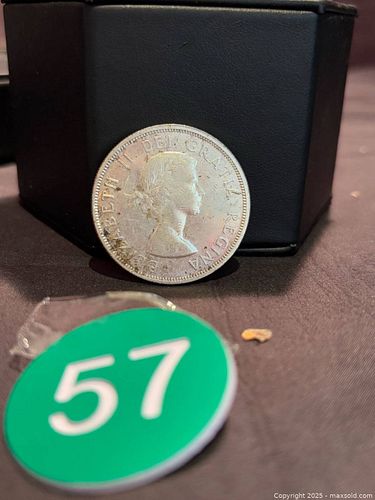 ELIZABETH II DEI GRATIA REGINA
57
Copyright 2025 - maxsold.com